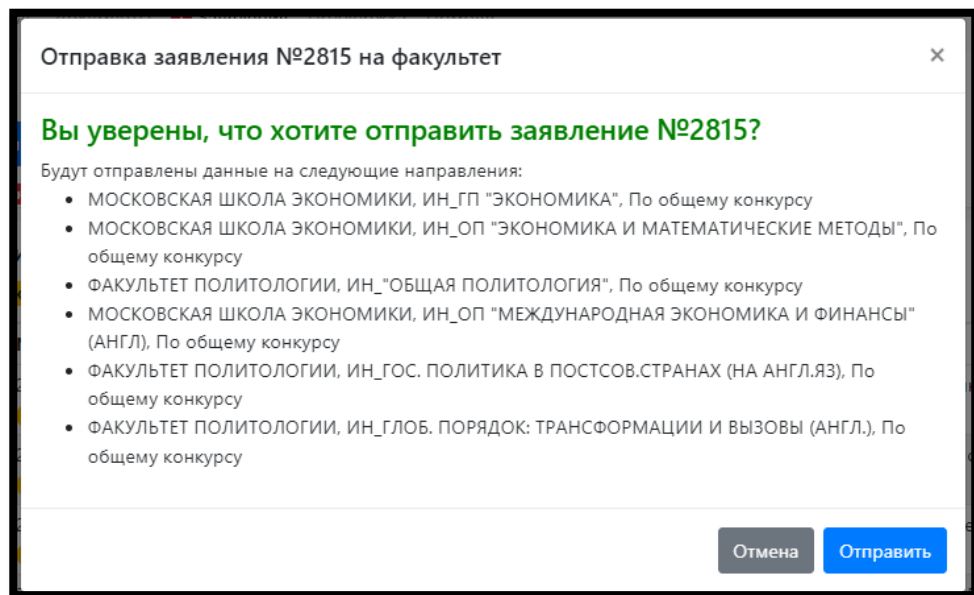 Отправка заявления №2815 на факультет ×
Вы уверены, что хотите отправить заявление №2815?
Будут отправлены данные на следующие направления:
• МОСКОВСКАЯ ШКОЛА ЭКОНОМИКИ, ИН_ГП "ЭКОНОМИКА", По общему конкурсу
• МОСКОВСКАЯ ШКОЛА ЭКОНОМИКИ, ИН_ОП "ЭКОНОМИКА И МАТЕМАТИЧЕСКИЕ МЕТОДЫ", По
общему конкурсу
• ФАКУЛЬТЕТ ПОЛИТОЛОГИИ, ИН_"ОБЩАЯ ПОЛИТОЛОГИЯ", По общему конкурсу
• МОСКОВСКАЯ ШКОЛА ЭКОНОМИКИ, ИН_ОП "МЕЖДУНАРОДНАЯ ЭКОНОМИКА И ФИНАНСЫ"
(АНГЛ), По общему конкурсу
• ФАКУЛЬТЕТ ПОЛИТОЛОГИИ, ИН_ГОС. ПОЛИТИКА В ПОСТСОВ.СТРАНАХ (НА АНГЛ.ЯЗ), По
общему конкурсу
• ФАКУЛЬТЕТ ПОЛИТОЛОГИИ, ИН_ГЛОБ. ПОРЯДОК: ТРАНСФОРМАЦИИ И ВЫЗОВЫ (АНГЛ.), По
общему конкурсу
Отмена Отправить